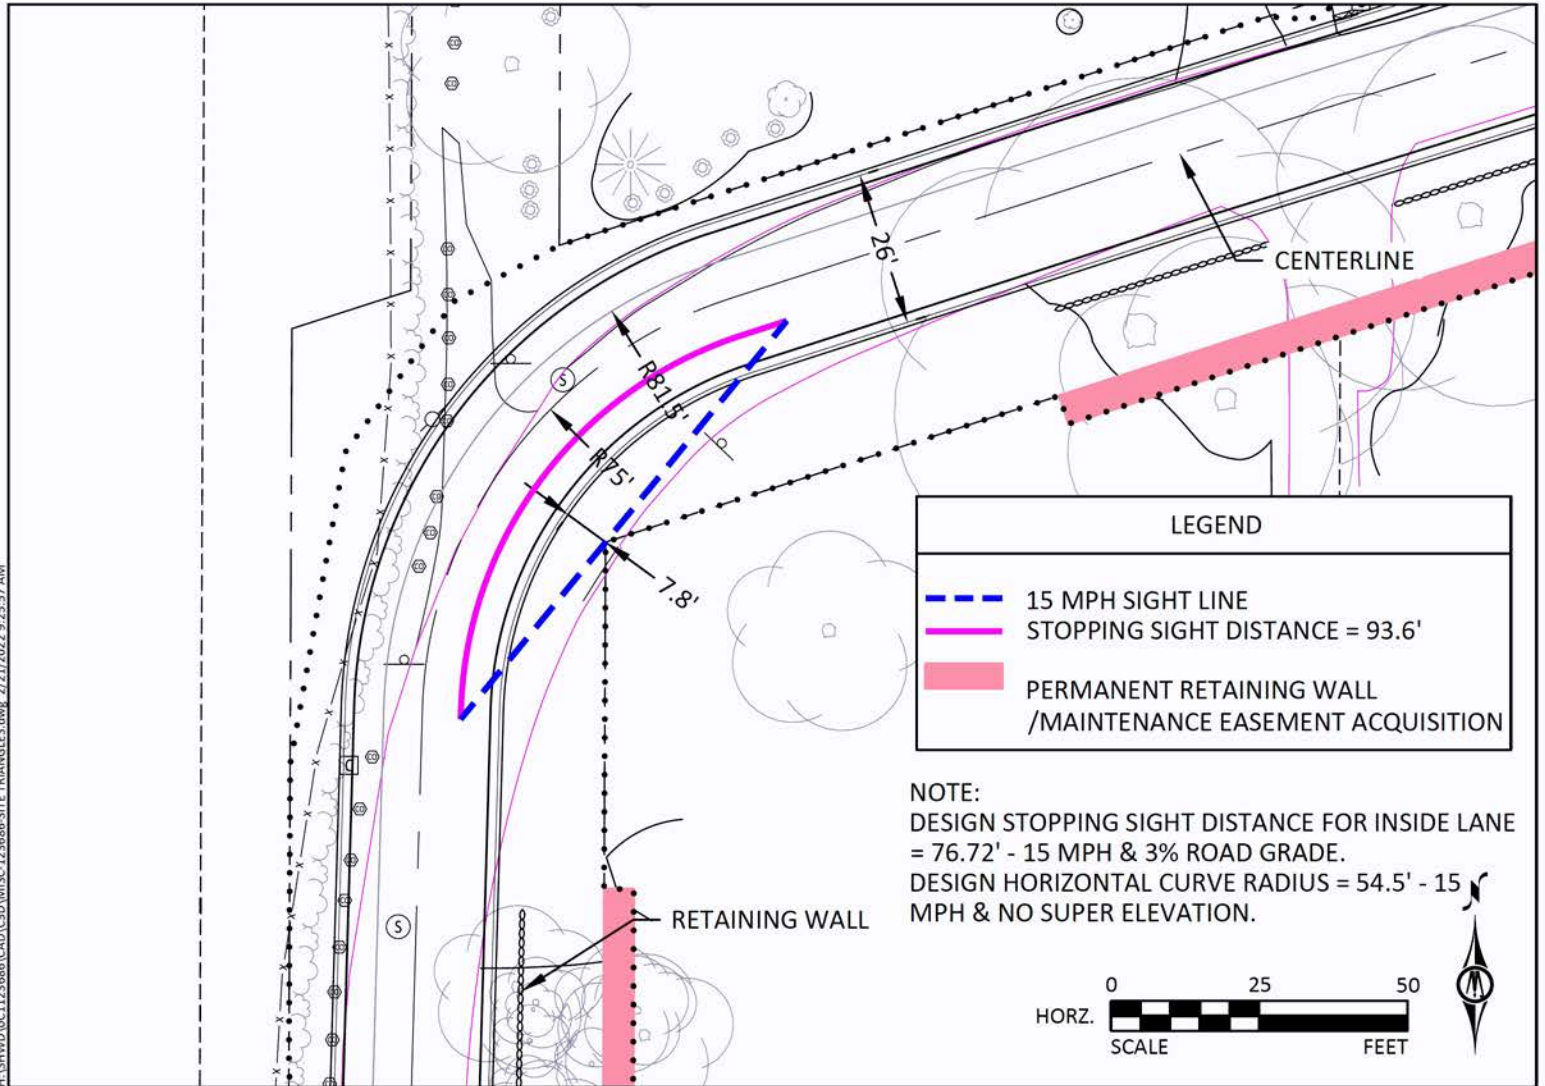 26'
CENTERLINE
R81.5'
R75'
7.8'
S
S
LEGEND
15 MPH SIGHT LINE
STOPPING SIGHT DISTANCE = 93.6'
PERMANENT RETAINING WALL
/MAINTENANCE EASEMENT ACQUISITION
NOTE:
DESIGN STOPPING SIGHT DISTANCE FOR INSIDE LANE
= 76.72' - 15 MPH & 3% ROAD GRADE.
DESIGN HORIZONTAL CURVE RADIUS = 54.5' - 15
MPH & NO SUPER ELEVATION.
RETAINING WALL
N
0 25 50
HORZ.
SCALE FEET